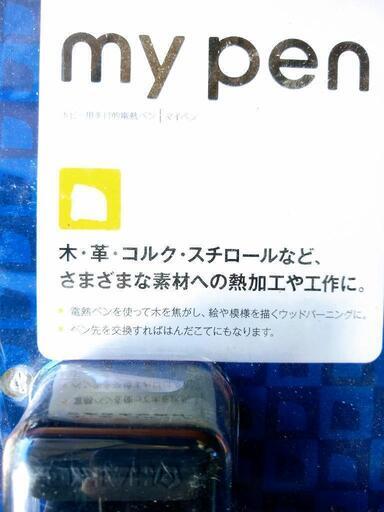 my pen
ホビー用多目的電熱ペン｜マイペン
木・革・コルク・スチロールなど、
さまざまな素材への熱加工や工作に。
電熱ペンを使って木を焦がし、絵や模様を描くウッドバーニングに。
ペン先を交換すればはんだごてにもなります。